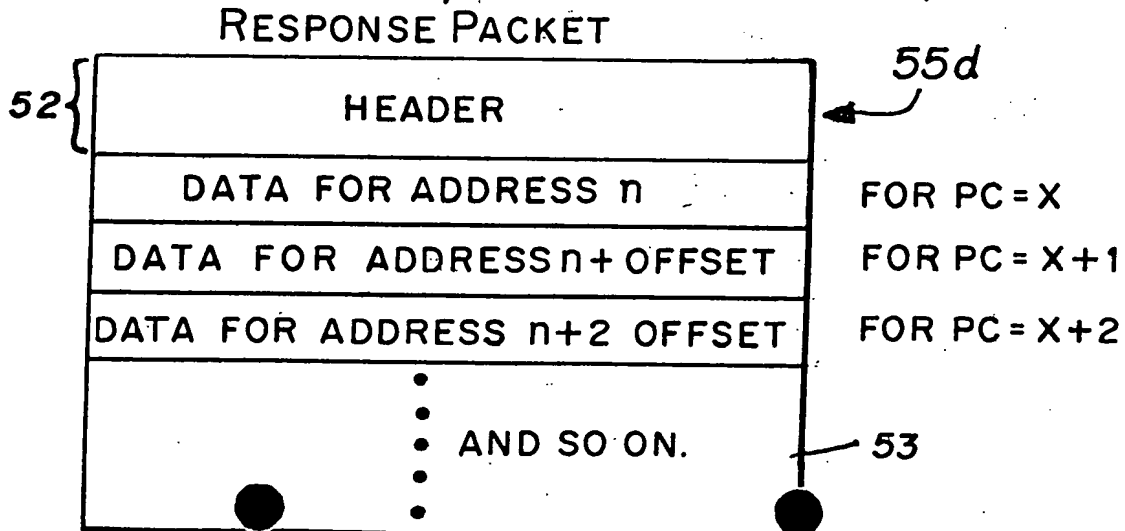 RESPONSE PACKET
55d
52 HEADER
DATA FOR ADDRESS n FOR PC = X
DATA FOR ADDRESS n+ OFFSET FOR PC = X+1
DATA FOR ADDRESS n+2 OFFSET FOR PC = X+2
AND SO ON. 53